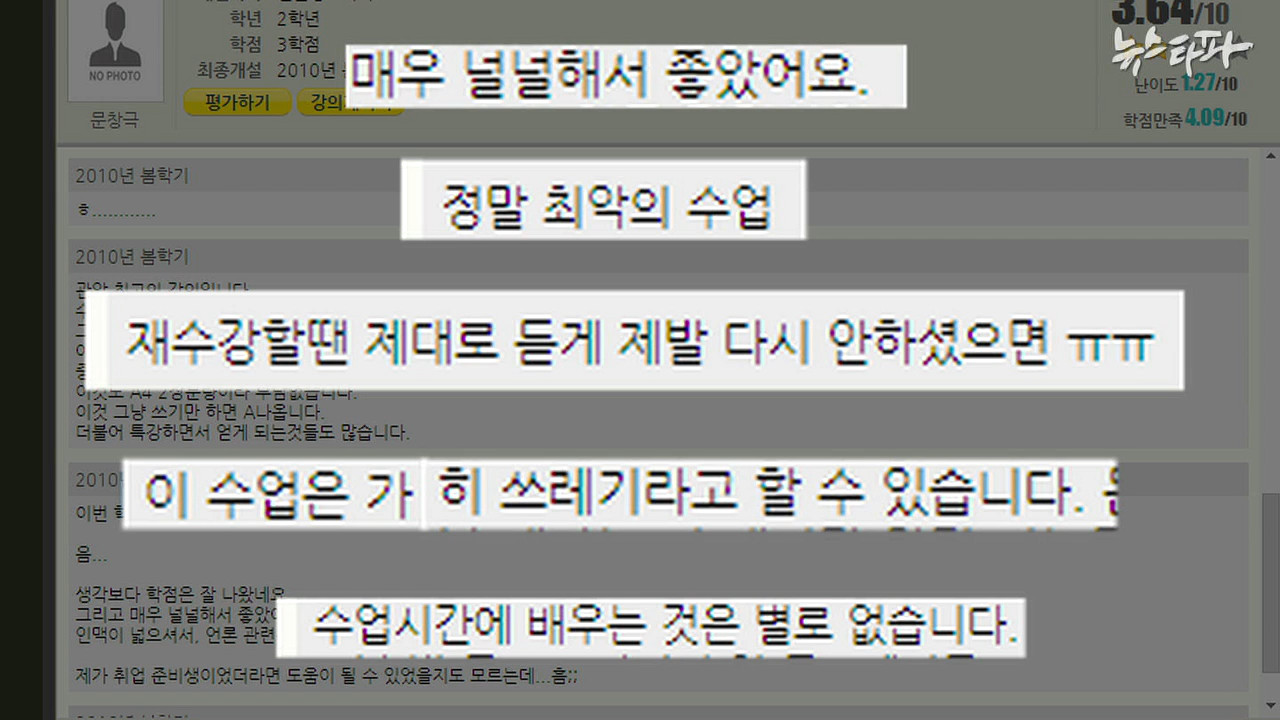 3.64/10
뉴스타파
학년 2학년
학점 3학점
최종개설 2010년
NO PHOTO
문창극
평가하기
난이도 1.27/10
학점만족 4.09/10
매우 널널해서 좋았어요.
2010년 봄학기
ㅎ............
정말 최악의 수업
2010년 봄학기
재수강할땐 제대로 듣게 제발 다시 안하셨으면 ㅠㅠ
이것도 A4 2장분량이라 부담없습니다.
이것 그냥 쓰기만 하면 A나옵니다.
더불어 특강하면서 얻게 되는것들도 많습니다.
이 수업은 가히 쓰레기라고 할 수 있습니다.
이번
음...
생각보다 학점은 잘 나왔네요
그리고 매우 널널해서 좋았어
인맥이 넓으셔서, 언론 관련
수업시간에 배우는 것은 별로 없습니다.
제가 취업 준비생이었더라면 도움이 될 수 있었을지도 모르는데...흠;;